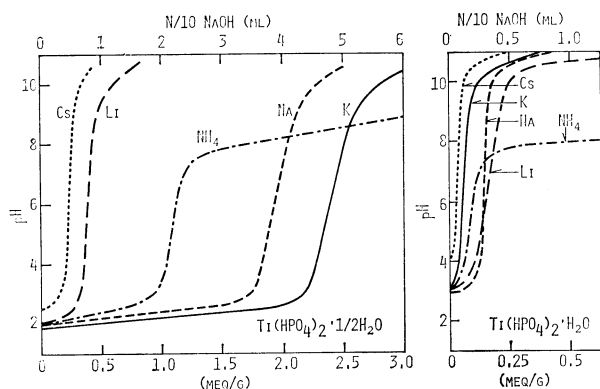 N/10 NaOH (ML)
0 1 2 3 4 5 6
10
8
6
4
2
pH
Cs
LI
NH4
NA
K
TI(HPO4)2·1/2H2O
0 0.5 1.0 1.5 2.0 2.5 3.0
(MEQ/G)
N/10 NaOH (ML)
0 0.5 1.0
10
8
6
4
2
pH
Cs
K
NA
NH4
LI
TI(HPO4)2·H2O
0 0.25 0.5
(MEQ/G)